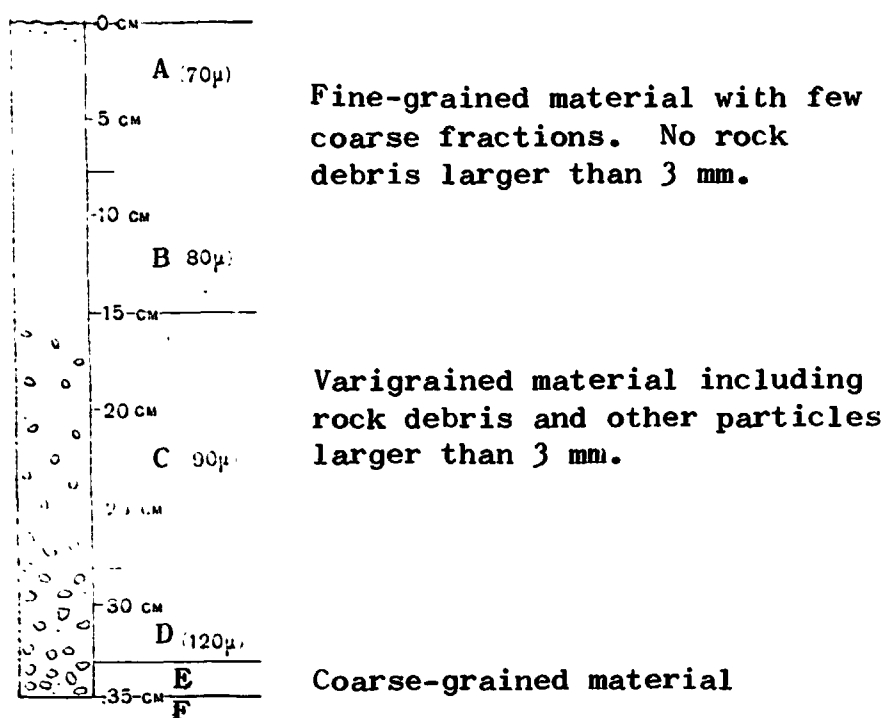 0 CM
A (70μ)
Fine-grained material with few
coarse fractions. No rock
debris larger than 3 mm.
5 CM
10 CM
B 80μ)
15 CM
Varigrained material including
rock debris and other particles
larger than 3 mm.
20 CM
C 90μ
CM
30 CM
D (120μ)
E
Coarse-grained material
35 CM
F